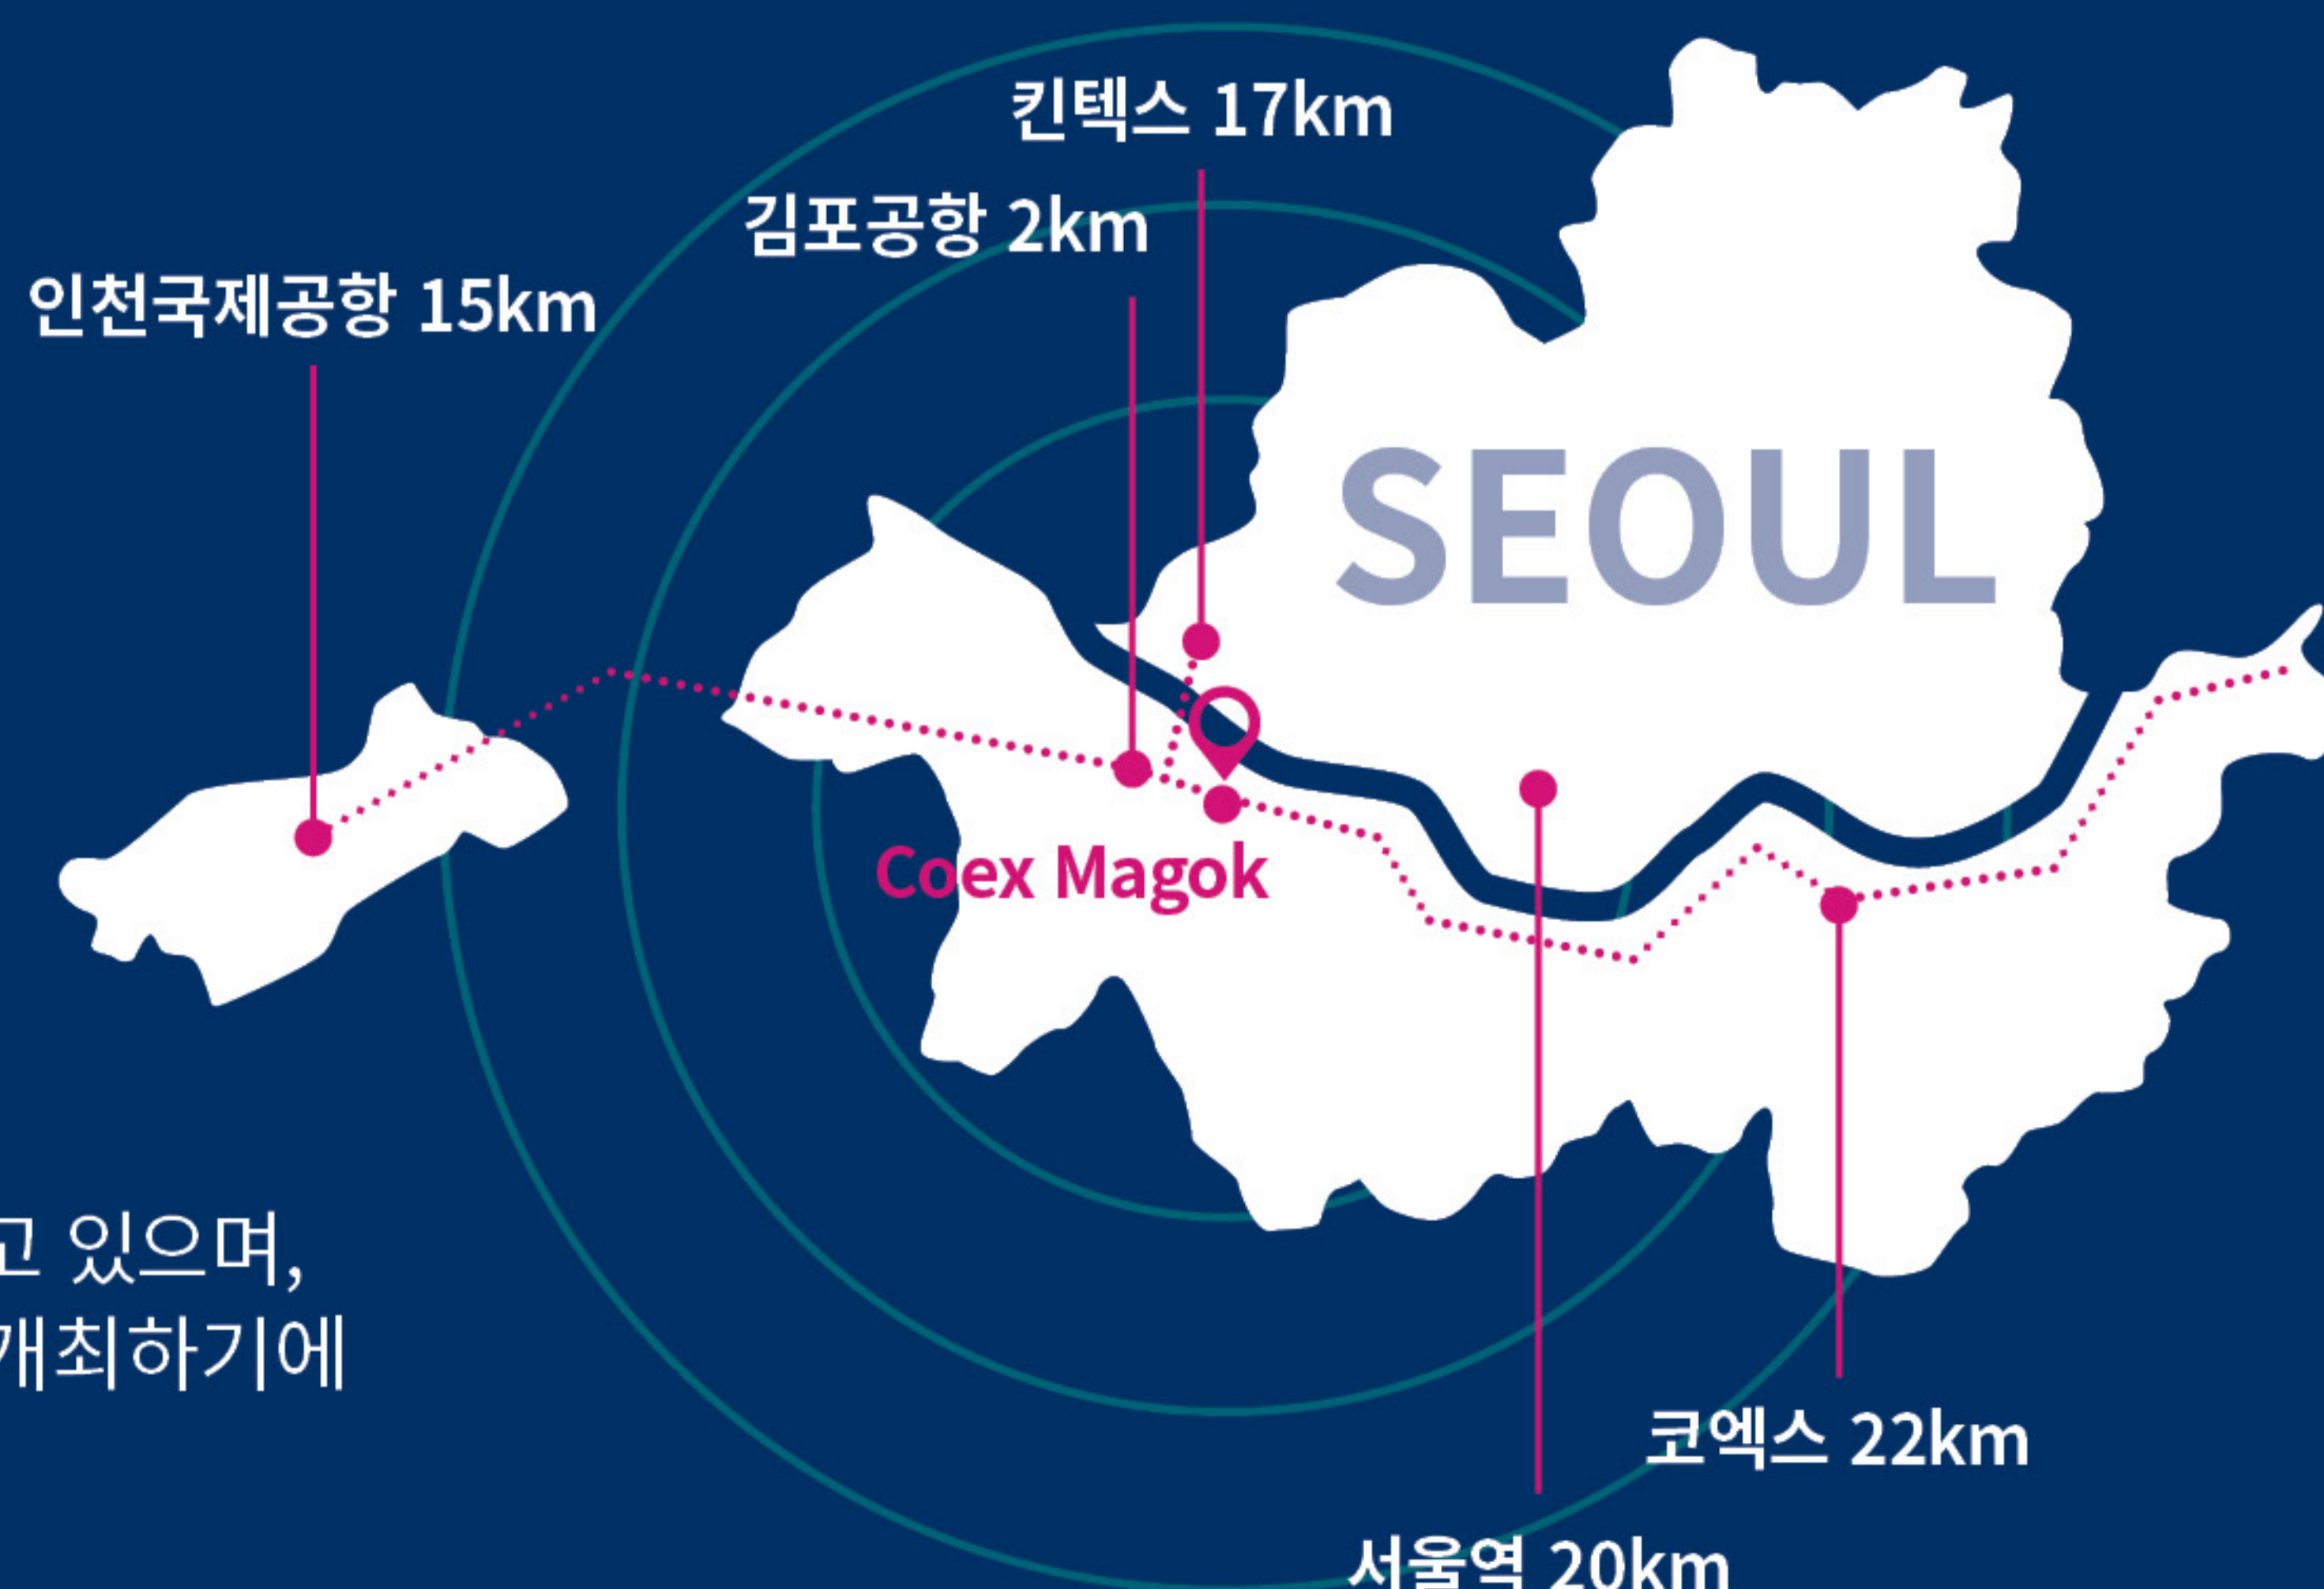 킨텍스 17km
김포공항 2km
인천국제공항 15km
SEOUL
Coex Magok
고 있으며,
개최하기에
코엑스 22km
서울역 20km